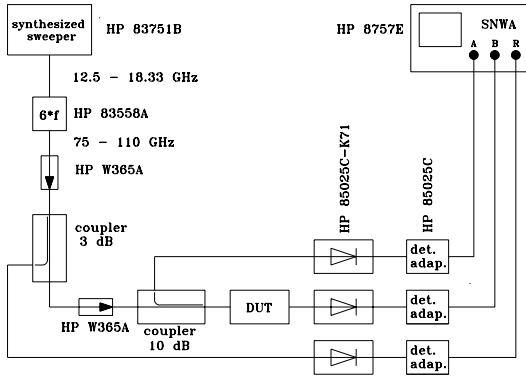 synthesized
sweeper
HP 83751B
HP 8757E
SNWA
A B R
12.5 - 18.33 GHz
6*f
HP 83558A
75 - 110 GHz
HP W365A
HP 85025C-K71
HP 85025C
coupler
3 dB
det.
adap.
HP W365A
coupler
10 dB
DUT
det.
adap.
det.
adap.